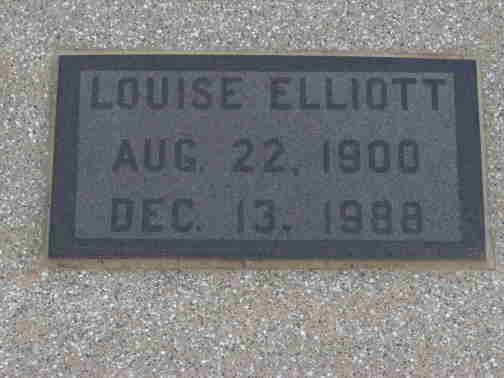 LOUISE ELLIOTT
AUG. 22, 1900
DEC. 13, 1988